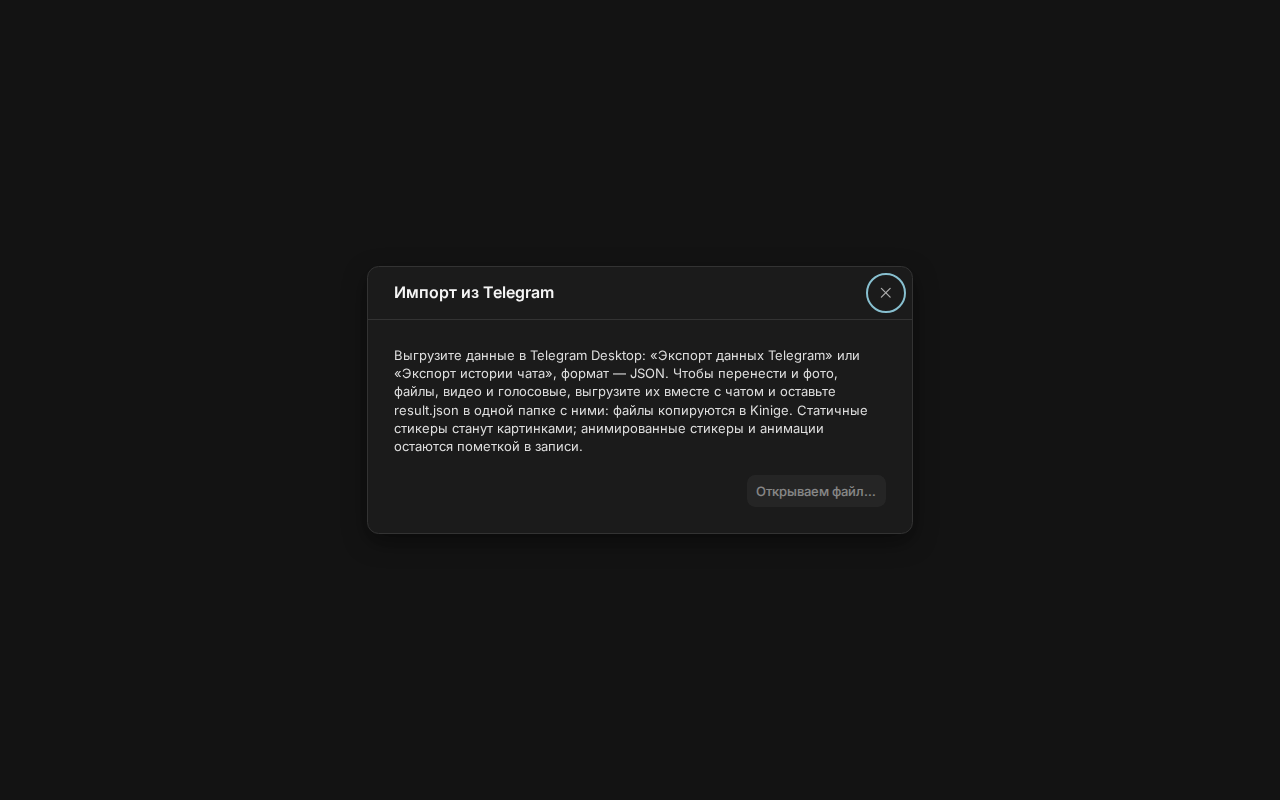 Импорт из Telegram
Выгрузите данные в Telegram Desktop: «Экспорт данных Telegram» или
«Экспорт истории чата», формат — JSON. Чтобы перенести и фото,
файлы, видео и голосовые, выгрузите их вместе с чатом и оставьте
result.json в одной папке с ними: файлы копируются в Kinige. Статичные
стикеры станут картинками; анимированные стикеры и анимации
остаются пометкой в записи.
Открываем файл…